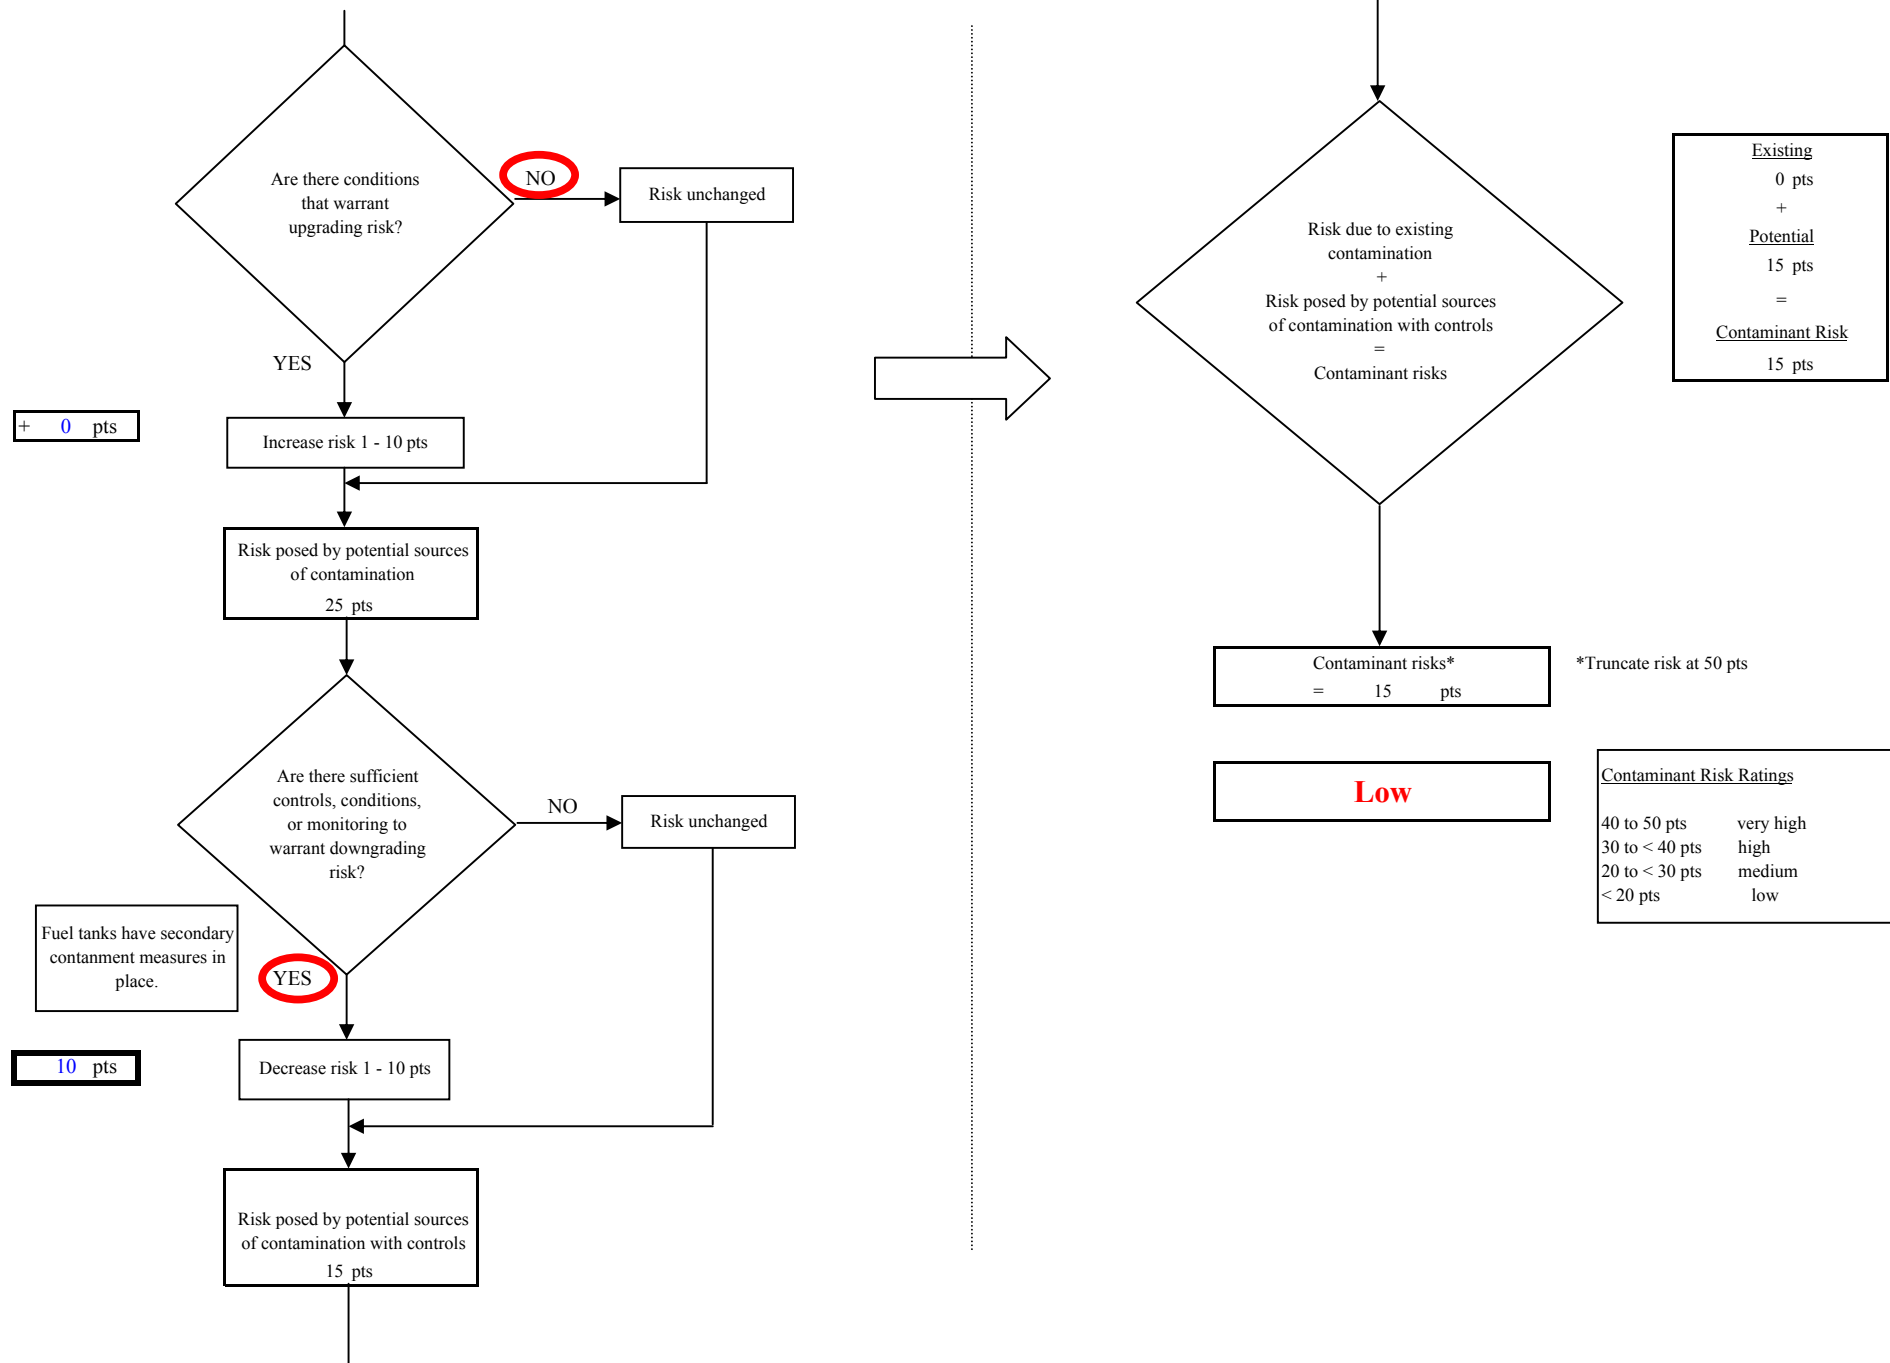 Are there conditions
that warrant
upgrading risk?
NO
Risk unchanged
YES
+ 0 pts
Increase risk 1 - 10 pts
Risk posed by potential sources
of contamination
25 pts
Are there sufficient
controls, conditions,
or monitoring to
warrant downgrading
risk?
NO
Risk unchanged
Fuel tanks have secondary
contanment measures in
place.
YES
10 pts
Decrease risk 1 - 10 pts
Risk posed by potential sources
of contamination with controls
15 pts
Risk due to existing
contamination
+
Risk posed by potential sources
of contamination with controls
=
Contaminant risks
Existing
0 pts
+
Potential
15 pts
=
Contaminant Risk
15 pts
Contaminant risks*
= 15 pts
*Truncate risk at 50 pts
Low
Contaminant Risk Ratings
40 to 50 pts very high
30 to < 40 pts high
20 to < 30 pts medium
< 20 pts low